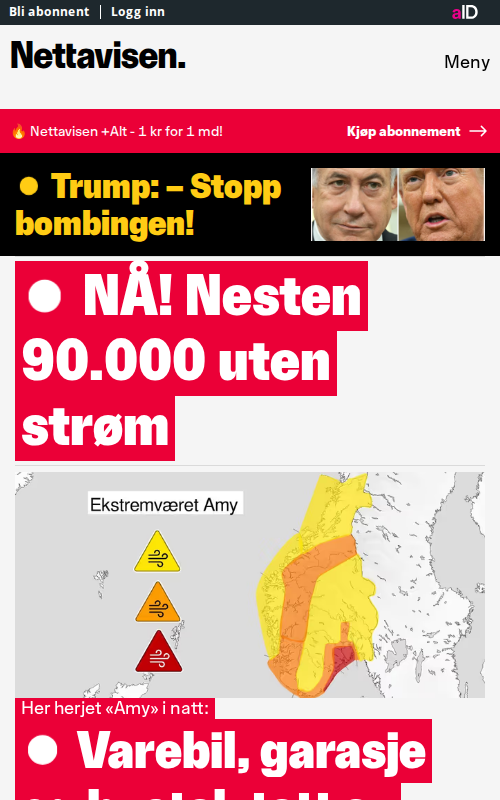 Bli abonnent
Logg inn
aID
Nettavisen.
Meny
Nettavisen +Alt - 1 kr for 1 md!
Kjøp abonnement
Trump: – Stopp
bombingen!
NÅ! Nesten
90.000 uten
strøm
Ekstremværet Amy
Her herjet «Amy» i natt:
Varebil, garasje